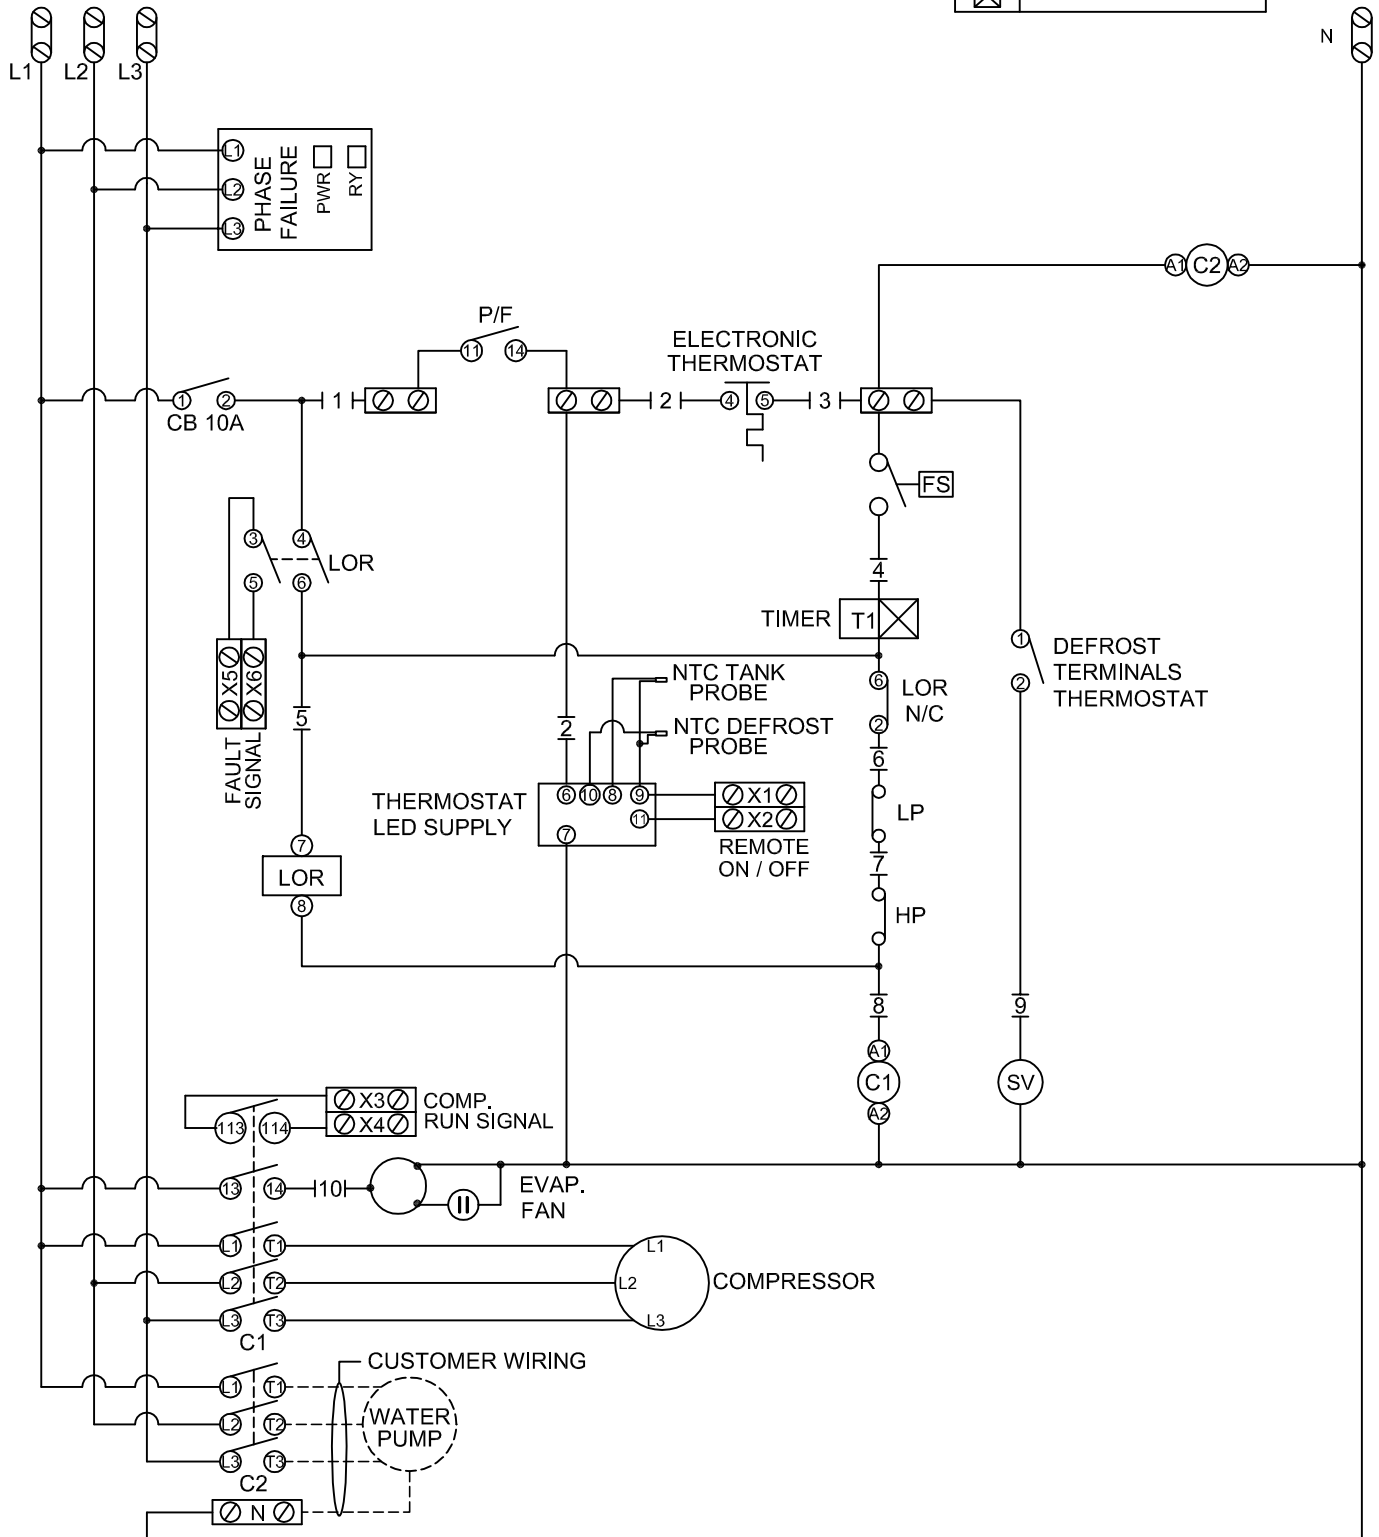 N
L1
L2
L3
L1
L2
L3
PHASE
FAILURE
PWR
RY
A1
C2
A2
P/F
11
14
ELECTRONIC
THERMOSTAT
1
2
CB 10A
1
2
4
5
3
FS
3
4
LOR
5
6
4
TIMER
T1
X5
X6
FAULT
SIGNAL
5
NTC TANK
PROBE
NTC DEFROST
PROBE
2
6
LOR
N/C
2
6
1
DEFROST
TERMINALS
THERMOSTAT
2
THERMOSTAT
LED SUPPLY
6
10
8
9
11
7
X1
X2
REMOTE
ON / OFF
LP
7
HP
7
LOR
8
8
9
A1
C1
A2
SV
X3
X4
COMP.
RUN SIGNAL
113
114
13
14
10
EVAP.
FAN
L1
T1
L2
T2
L3
T3
C1
L1
L2
L3
COMPRESSOR
CUSTOMER WIRING
L1
T1
L2
T2
L3
T3
C2
WATER
PUMP
N